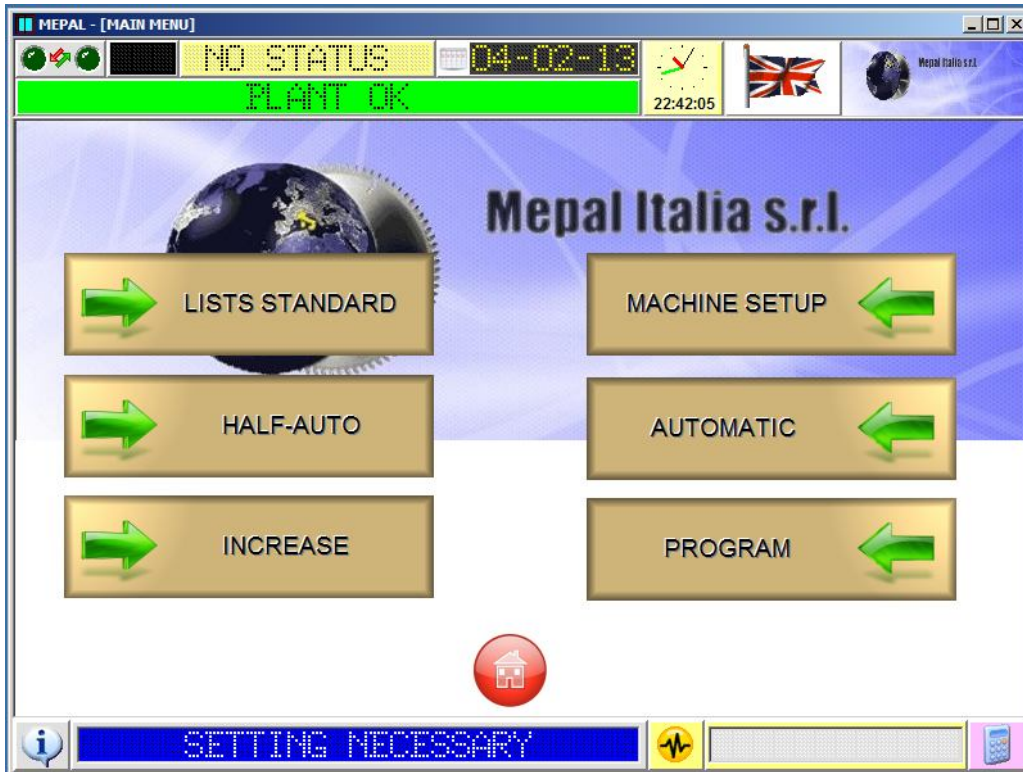 MEPAL - [MAIN MENU]
NO STATUS
04-02-13
PLANT OK
22:42:05
Mepal Italia s.r.l.
Mepal Italia s.r.l.
LISTS STANDARD
MACHINE SETUP
HALF-AUTO
AUTOMATIC
INCREASE
PROGRAM
SETTING NECESSARY